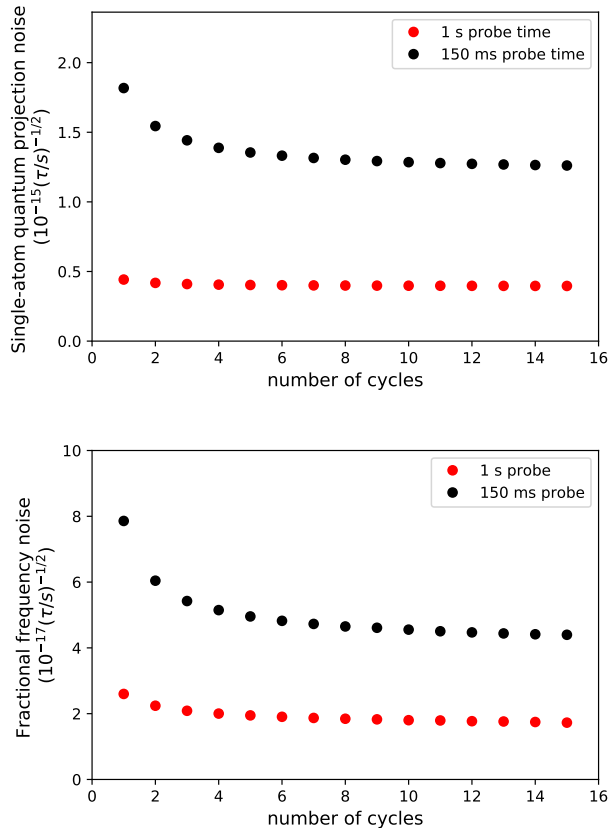 Single-atom quantum projection noise
(10⁻¹⁵(τ/s)⁻¹/²)
2.0
1.5
1.0
0.5
0.0
1 s probe time
150 ms probe time
0 2 4 6 8 10 12 14 16
number of cycles
Fractional frequency noise
(10⁻¹⁷(τ/s)⁻¹/²)
10
8
6
4
2
0
1 s probe
150 ms probe
0 2 4 6 8 10 12 14 16
number of cycles